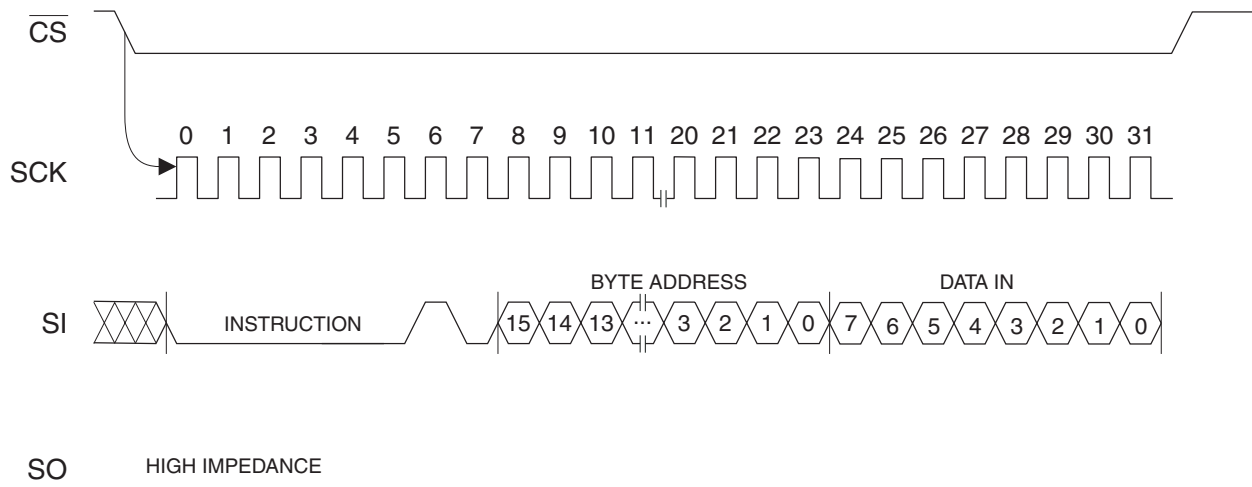 CS
0 1 2 3 4 5 6 7 8 9 10 11 20 21 22 23 24 25 26 27 28 29 30 31
SCK
BYTE ADDRESS DATA IN
SI INSTRUCTION 15 14 13 ... 3 2 1 0 7 6 5 4 3 2 1 0
SO HIGH IMPEDANCE